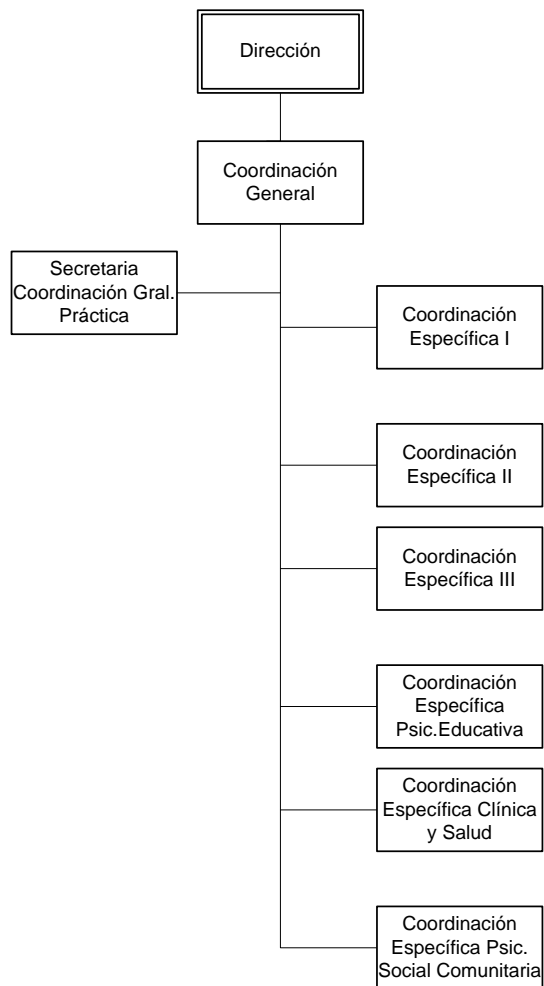 Dirección
Coordinación
General
Secretaria
Coordinación Gral.
Práctica
Coordinación
Específica I
Coordinación
Específica II
Coordinación
Específica III
Coordinación
Específica
Psic.Educativa
Coordinación
Específica Clínica
y Salud
Coordinación
Específica Psic.
Social Comunitaria